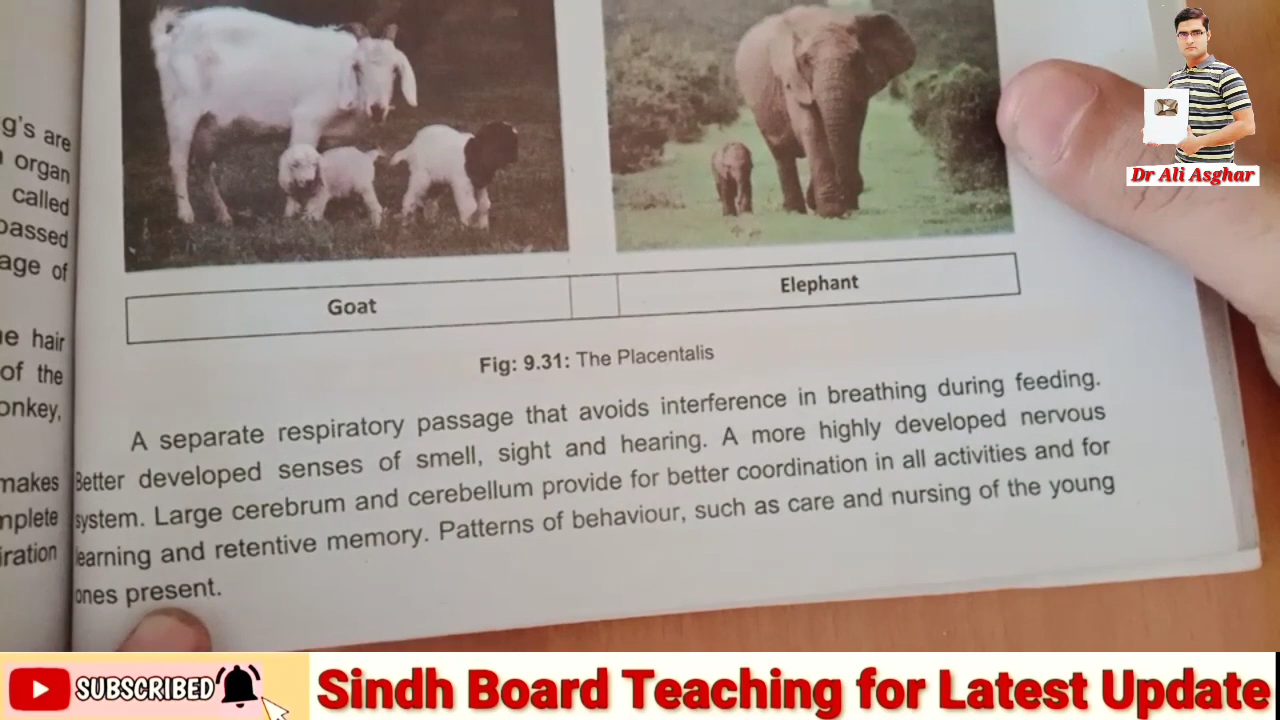 g's are
organ
called
passed
age of
e hair
of the
onkey,
makes
mplete
iration
Goat
Elephant
Fig: 9.31: The Placentalis
A separate respiratory passage that avoids interference in breathing during feeding.
Better developed senses of smell, sight and hearing. A more highly developed nervous
system. Large cerebrum and cerebellum provide for better coordination in all activities and for
learning and retentive memory. Patterns of behaviour, such as care and nursing of the young
ones present.
Dr Ali Asghar
SUBSCRIBED
Sindh Board Teaching for Latest Update